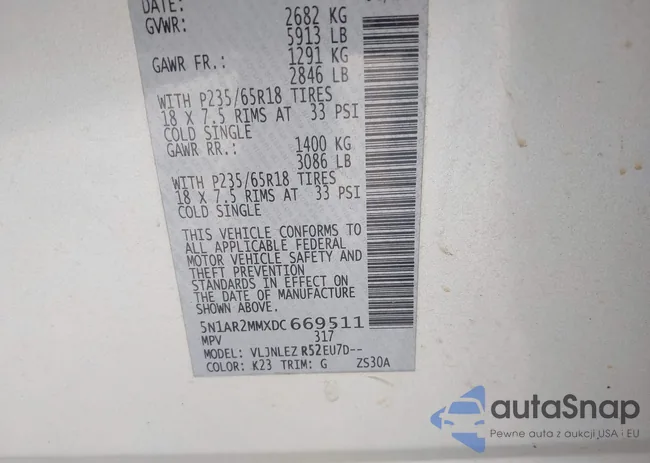 DATE:
GVWR: 2682 KG
5913 LB
GAWR FR.: 1291 KG
2846 LB
WITH P235/65R18 TIRES
18 X 7.5 RIMS AT 33 PSI
COLD SINGLE
GAWR RR.: 1400 KG
3086 LB
WITH P235/65R18 TIRES
18 X 7.5 RIMS AT 33 PSI
COLD SINGLE
THIS VEHICLE CONFORMS TO
ALL APPLICABLE FEDERAL
MOTOR VEHICLE SAFETY AND
THEFT PREVENTION
STANDARDS IN EFFECT ON
THE DATE OF MANUFACTURE
SHOWN ABOVE.
5N1AR2MMXDC669511
MPV 317
MODEL: VLJNLEZ R52EU7D--
COLOR: K23 TRIM: G ZS30A
autaSnap
Pewne auta z aukcji USA i EU